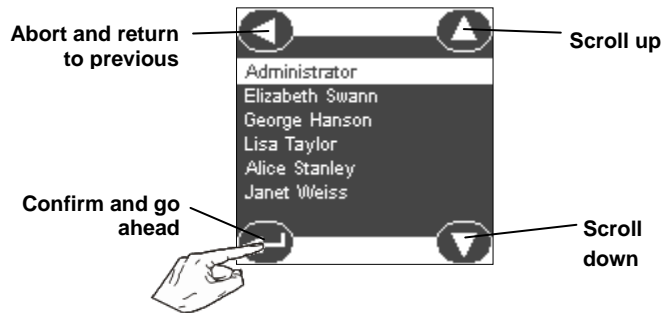 Abort and return
to previous
Scroll up
Administrator
Elizabeth Swann
George Hanson
Lisa Taylor
Alice Stanley
Janet Weiss
Confirm and go
ahead
Scroll
down